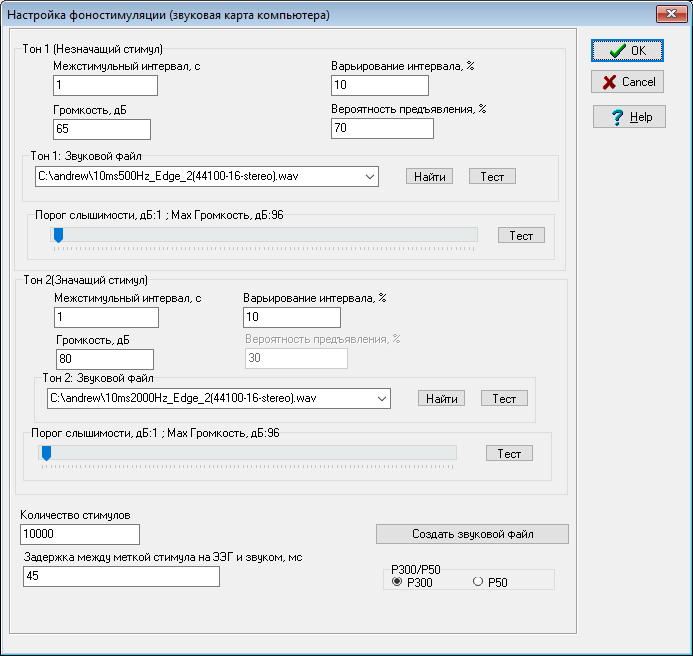 Настройка фоностимуляции (звуковая карта компьютера)
OK
Cancel
Help
Тон 1 (Незначащий стимул)
Межстимульный интервал, с
Варьирование интервала, %
1
10
Громкость, дБ
Вероятность предъявления, %
65
70
Тон 1: Звуковой файл
C:\andrew\10ms500Hz_Edge_2(44100-16-stereo).wav
Найти
Тест
Порог слышимости, дБ:1 ; Мах Громкость, дБ:96
Тест
Тон 2(Значащий стимул)
Межстимульный интервал, с
Варьирование интервала, %
1
10
Громкость, дБ
Вероятность предъявления, %
80
30
Тон 2: Звуковой файл
C:\andrew\10ms2000Hz_Edge_2(44100-16-stereo).wav
Найти
Тест
Порог слышимости, дБ:1 ; Мах Громкость, дБ:96
Тест
Количество стимулов
10000
Создать звуковой файл
Задержка между меткой стимула на ЭЭГ и звуком, мс
45
P300/P50
P300
P50